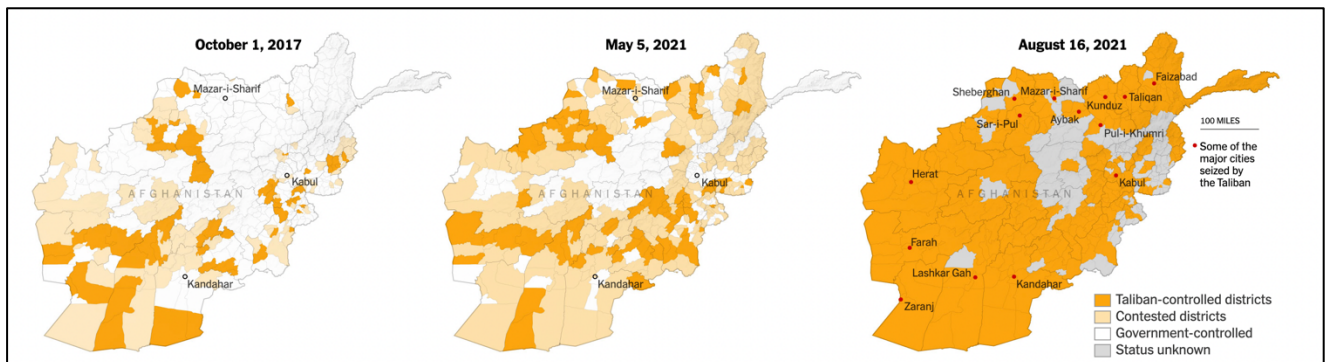 October 1, 2017
Mazar-i-Sharif
Kabul
AFGHANISTAN
Kandahar
May 5, 2021
Mazar-i-Sharif
Kabul
AFGHANISTAN
Kandahar
August 16, 2021
Faizabad
Sheberghan
Mazar-i-Sharif
Kunduz
Taliqan
Sar-i-Pul
Aybak
Pul-i-Khumri
Herat
AFGHANISTAN
Kabul
Farah
Lashkar Gah
Kandahar
Zaranj
100 MILES
Some of the
major cities
seized by
the Taliban
Taliban-controlled districts
Contested districts
Government-controlled
Status unknown